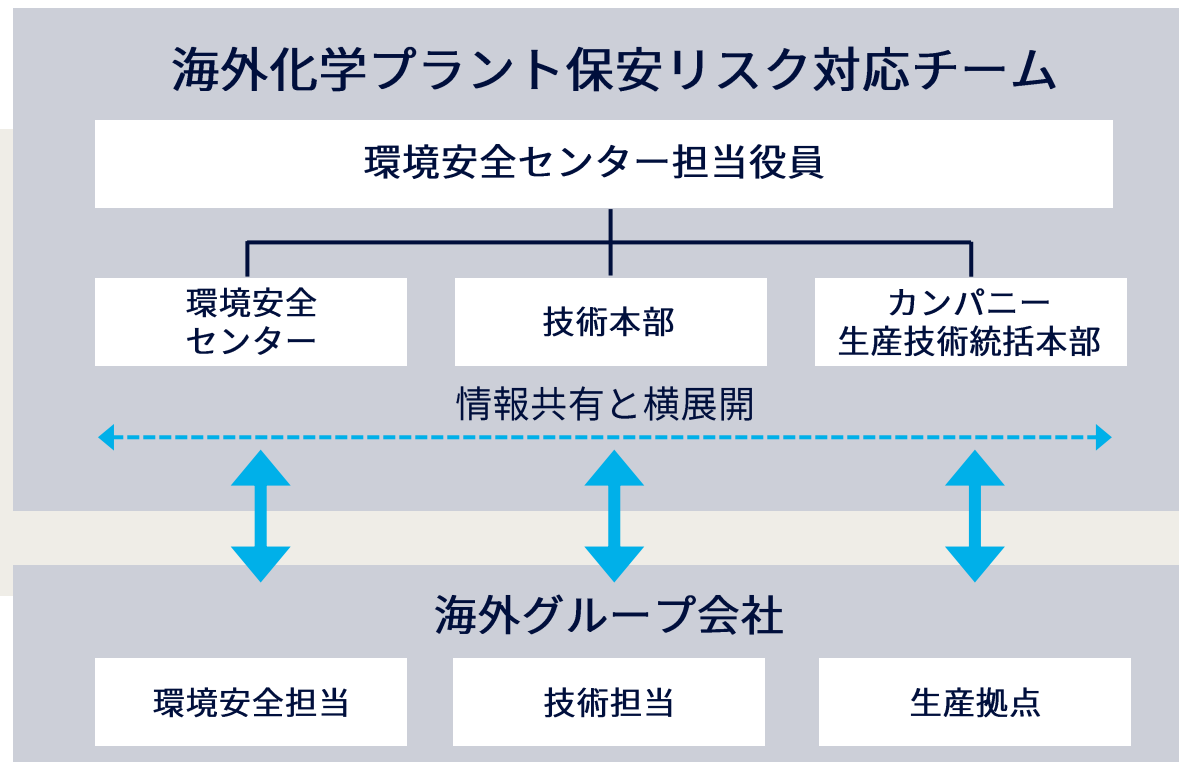 海外化学プラント保安リスク対応チーム
環境安全センター担当役員
環境安全
センター
技術本部
カンパニー
生産技術統括本部
情報共有と横展開
海外グループ会社
環境安全担当
技術担当
生産拠点